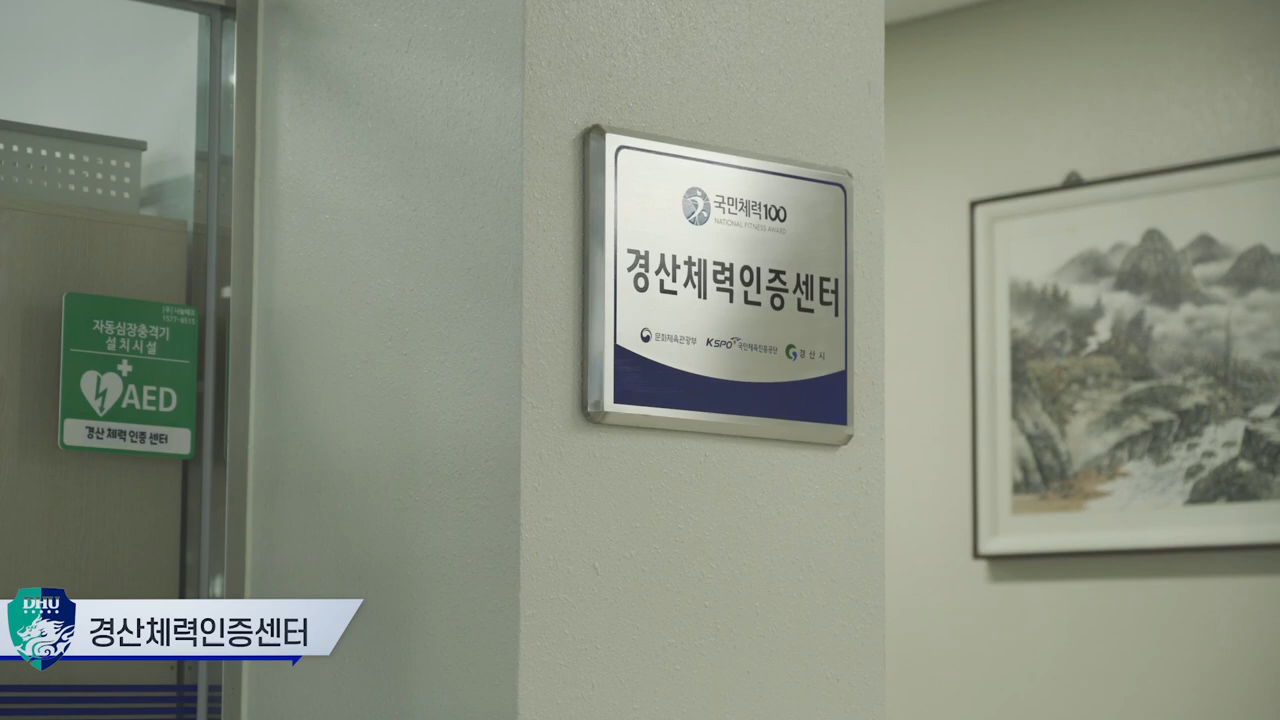 국민체력100
NATIONAL FITNESS AWARD
경산체력인증센터
문화체육관광부
KSPO 국민체육진흥공단
경산시
자동심장충격기
설치시설
AED
경산 체력 인증 센터
DHU
경산체력인증센터